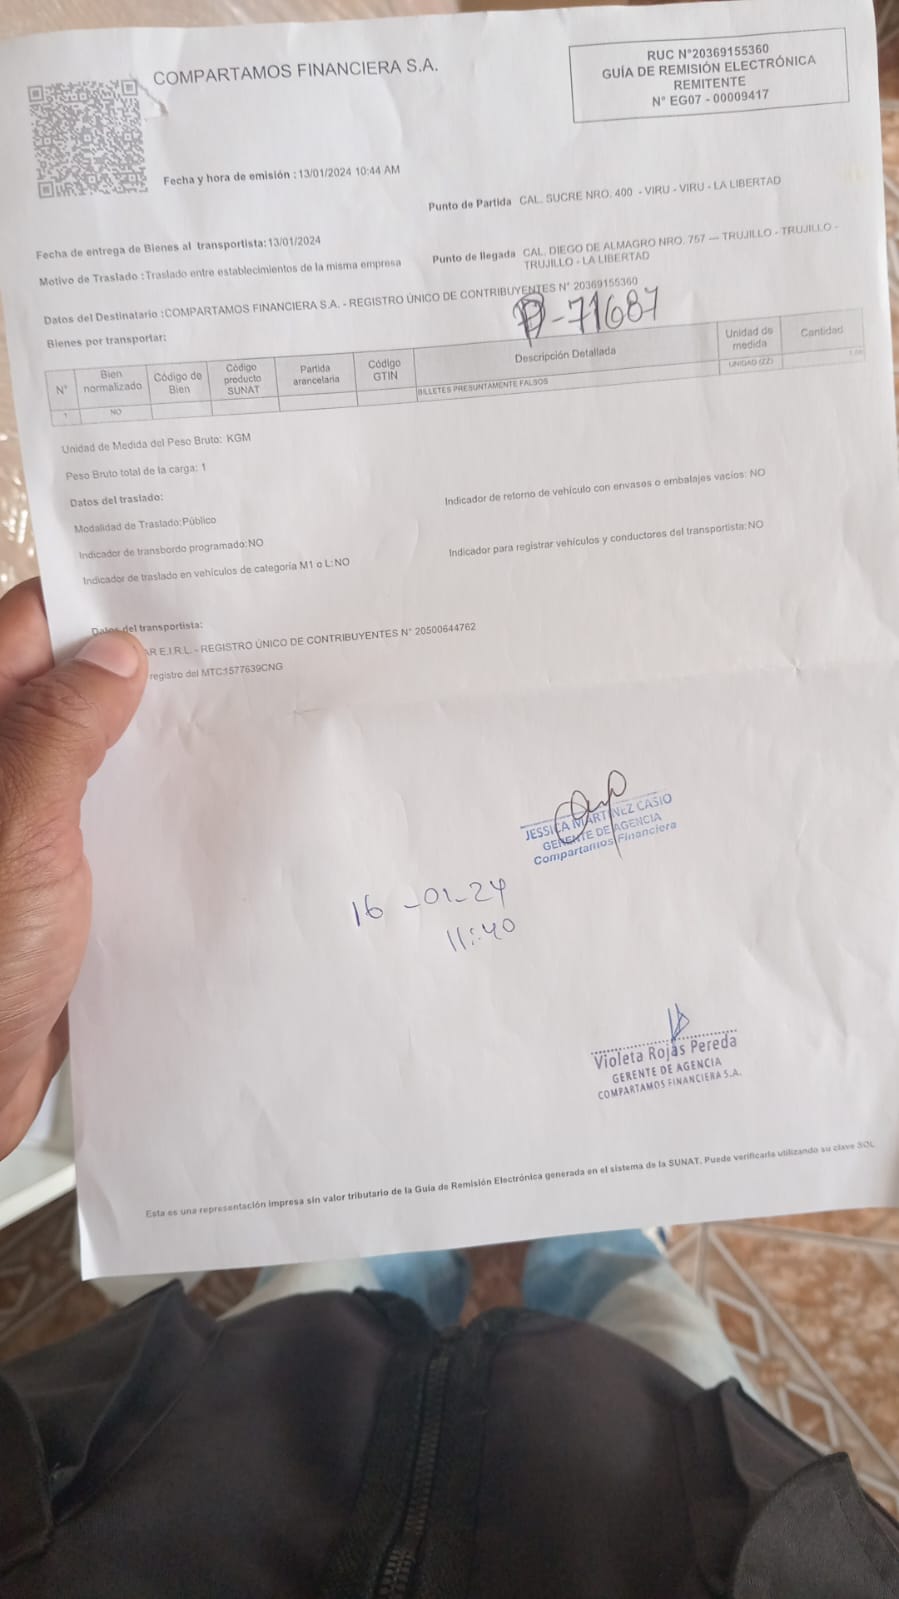 COMPARTAMOS FINANCIERA S.A.
RUC N°20369155360
GUÍA DE REMISIÓN ELECTRÓNICA
REMITENTE
N° EG07 - 00009417
Fecha y hora de emisión : 13/01/2024 10:44 AM
Punto de Partida CAL. SUCRE NRO. 400 - VIRU - VIRU - LA LIBERTAD
Fecha de entrega de Bienes al transportista: 13/01/2024
Motivo de Traslado :Traslado entre establecimientos de la misma empresa
Punto de llegada CAL. DIEGO DE ALMAGRO NRO. 757 --- TRUJILLO - TRUJILLO -
TRUJILLO - LA LIBERTAD
Datos del Destinatario :COMPARTAMOS FINANCIERA S.A. - REGISTRO ÚNICO DE CONTRIBUYENTES N° 20369155360
-71687
Bienes por transportar:
N° Bien normalizado Código de Bien Código producto SUNAT Partida arancelaria Código GTIN Descripción Detallada Unidad de medida Cantidad
1 NO BILLETES PRESUNTAMENTE FALSOS UNIDAD (ZZ)
Unidad de Medida del Peso Bruto: KGM
Peso Bruto total de la carga: 1
Datos del traslado:
Indicador de retorno de vehículo con envases o embalajes vacíos: NO
Modalidad de Traslado:Público
Indicador de transbordo programado:NO
Indicador para registrar vehículos y conductores del transportista:NO
Indicador de traslado en vehículos de categoría M1 o L:NO
Datos del transportista:
AR E.I.R.L. - REGISTRO ÚNICO DE CONTRIBUYENTES N° 20500644762
registro del MTC:1577639CNG
JESSICA MARTINEZ CASIO
GERENTE DE AGENCIA
Compartamos Financiera
16 -01-24
11:40
Violeta Rojas Pereda
GERENTE DE AGENCIA
COMPARTAMOS FINANCIERA S.A.
Esta es una representación impresa sin valor tributario de la Guía de Remisión Electrónica generada en el sistema de la SUNAT. Puede verificarla utilizando su clave SOL